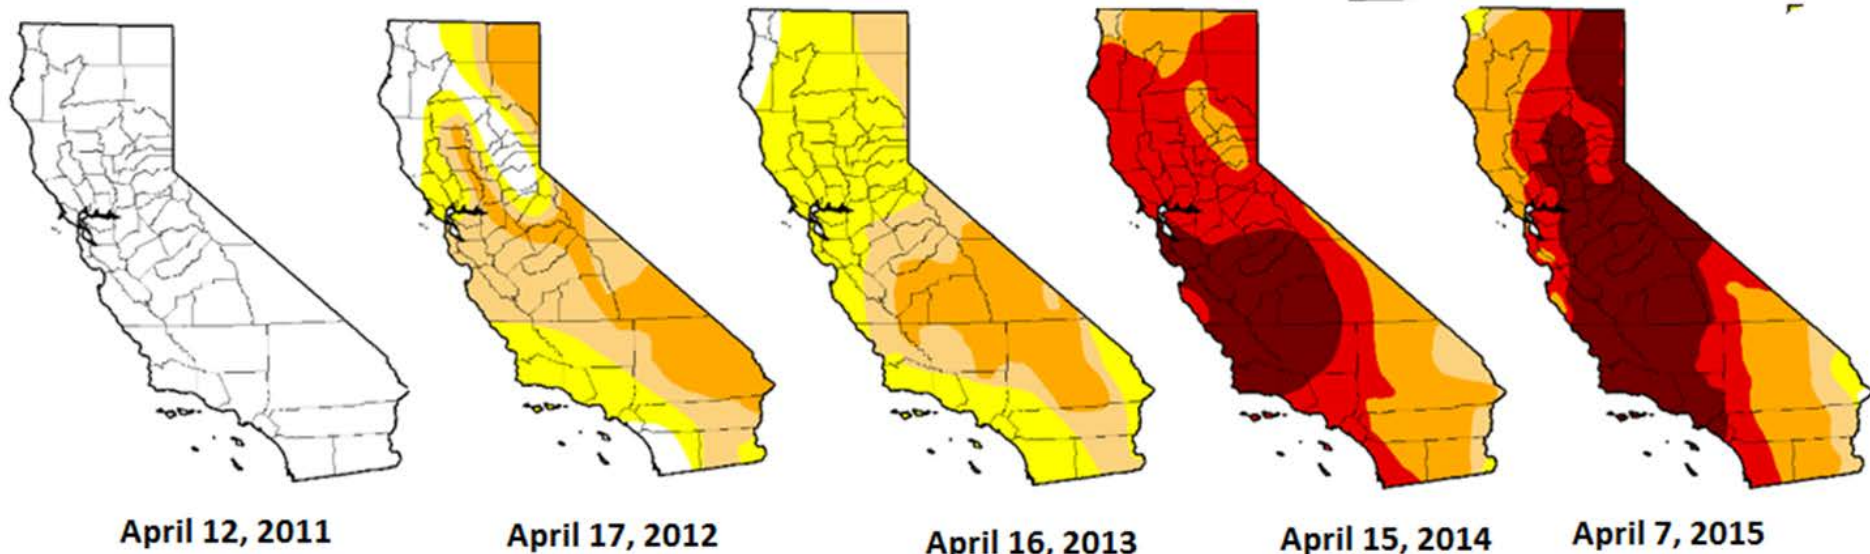 April 12, 2011
April 17, 2012
April 16, 2013
April 15, 2014
April 7, 2015